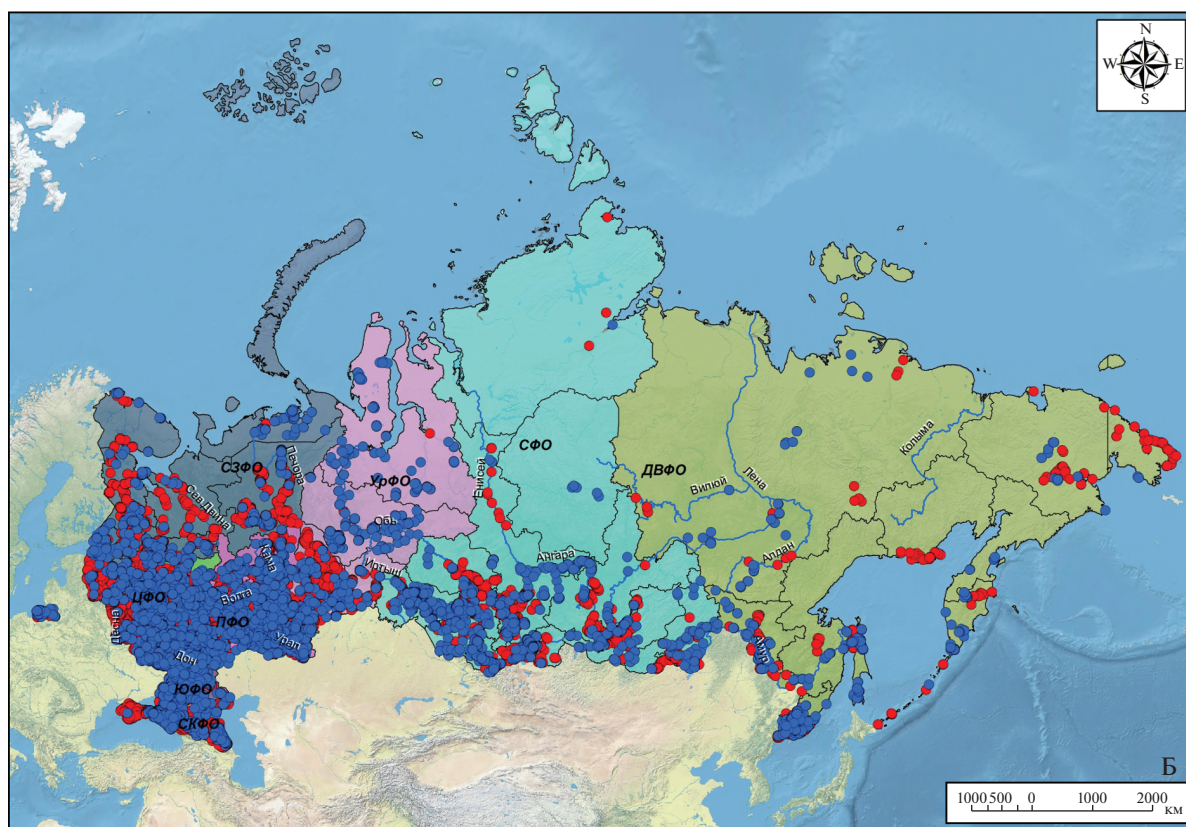 N
W E
S
СФО
СЗФО
Печора
УрФО
Енисей
ДВФО
Вилюй
Лена
Колыма
Сев Двина
Обь
Кама
Иртыш
Ангара
Алдан
ЦФО
Волга
Десна
ПФО
Урал
Амур
Дон
ЮФО
СКФО
Б
1000 500 0 1000 2000
км